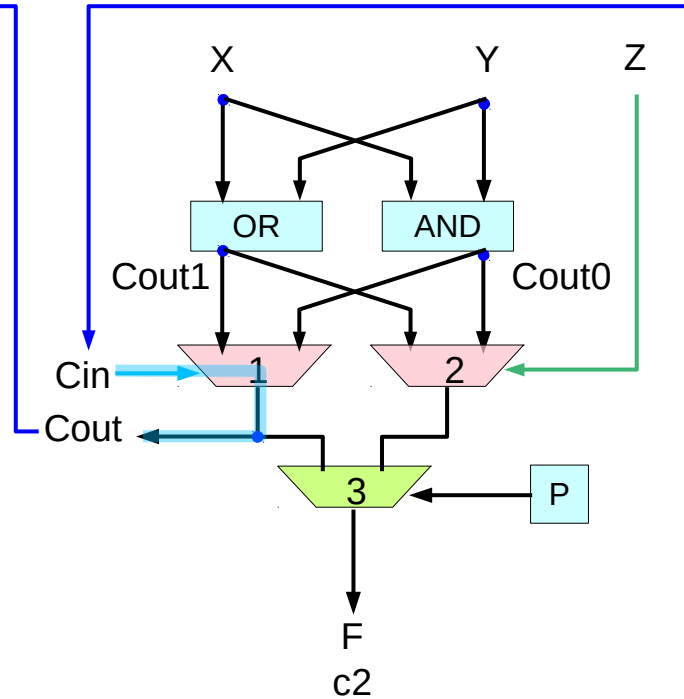 X Y Z
OR AND
Cout1 Cout0
Cin 1 2
Cout
3 P
F
c2